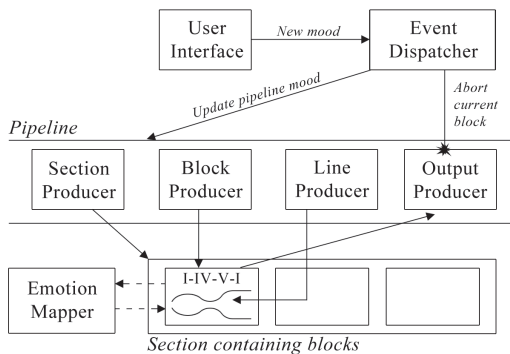 User
Interface
New mood
Event
Dispatcher
Update pipeline mood
Abort
current
block
Pipeline
Section
Producer
Block
Producer
Line
Producer
Output
Producer
Emotion
Mapper
I-IV-V-I
Section containing blocks